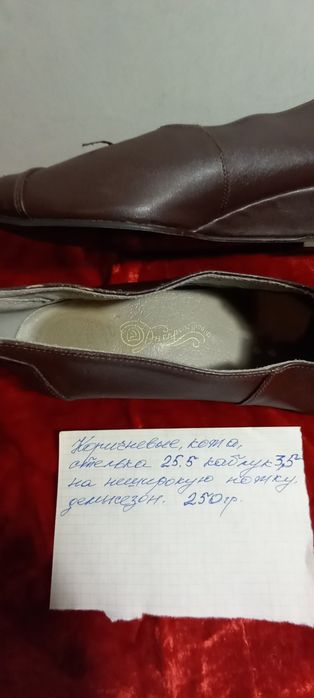 Коричневые, кожа,
стелька 25.5 каблук 3,5
на неширокую ножку.
демисезон. 250 гр.